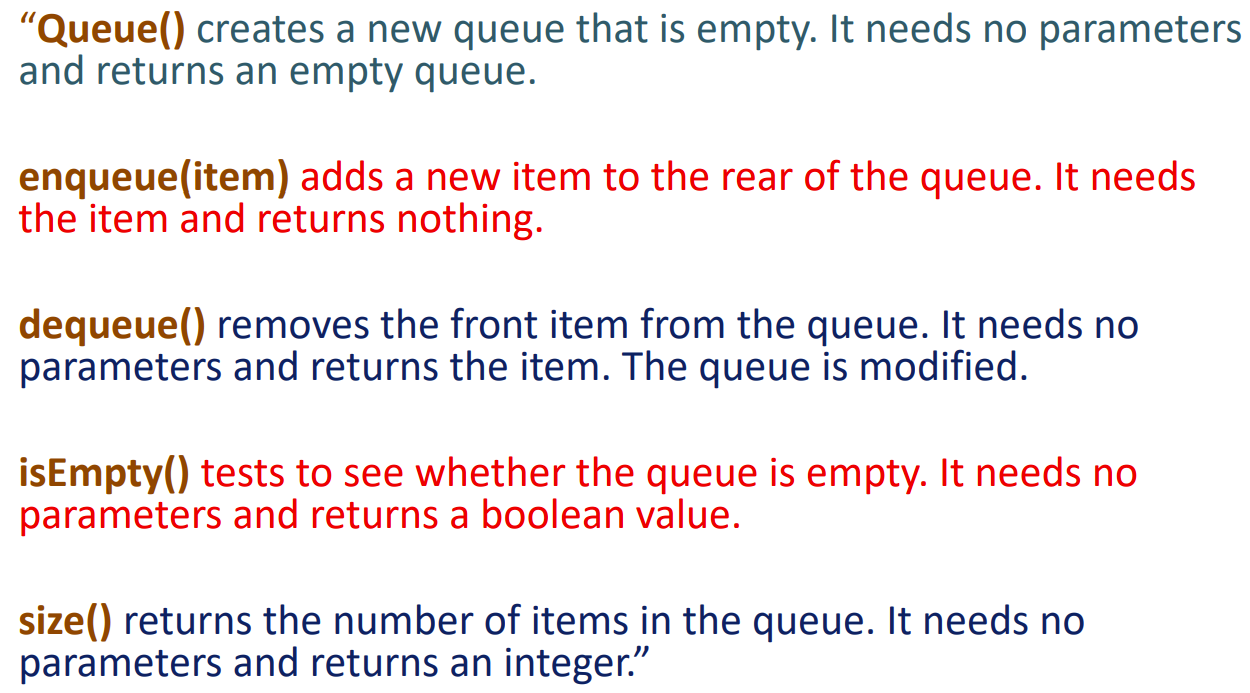 “Queue() creates a new queue that is empty. It needs no parameters
and returns an empty queue.
enqueue(item) adds a new item to the rear of the queue. It needs
the item and returns nothing.
dequeue() removes the front item from the queue. It needs no
parameters and returns the item. The queue is modified.
isEmpty() tests to see whether the queue is empty. It needs no
parameters and returns a boolean value.
size() returns the number of items in the queue. It needs no
parameters and returns an integer.”